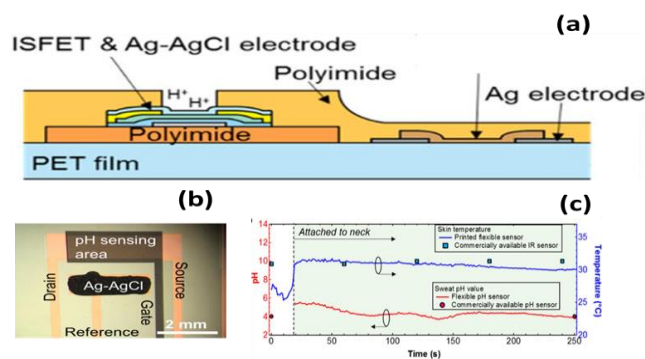 (a)
ISFET & Ag-AgCl electrode
Polyimide
H⁺
H⁺
Ag electrode
Polyimide
PET film
(b)
pH sensing
area
Drain
Ag-AgCl
Source
Gate
Reference
2 mm
(c)
Attached to neck
Skin temperature
Printed flexible sensor
Commercially available IR sensor
Sweat pH value
Flexible pH sensor
Commercially available pH sensor
pH
14
12
10
8
6
4
2
0
Temperature (°C)
35
30
25
20
0
50
100
150
200
250
Time (s)